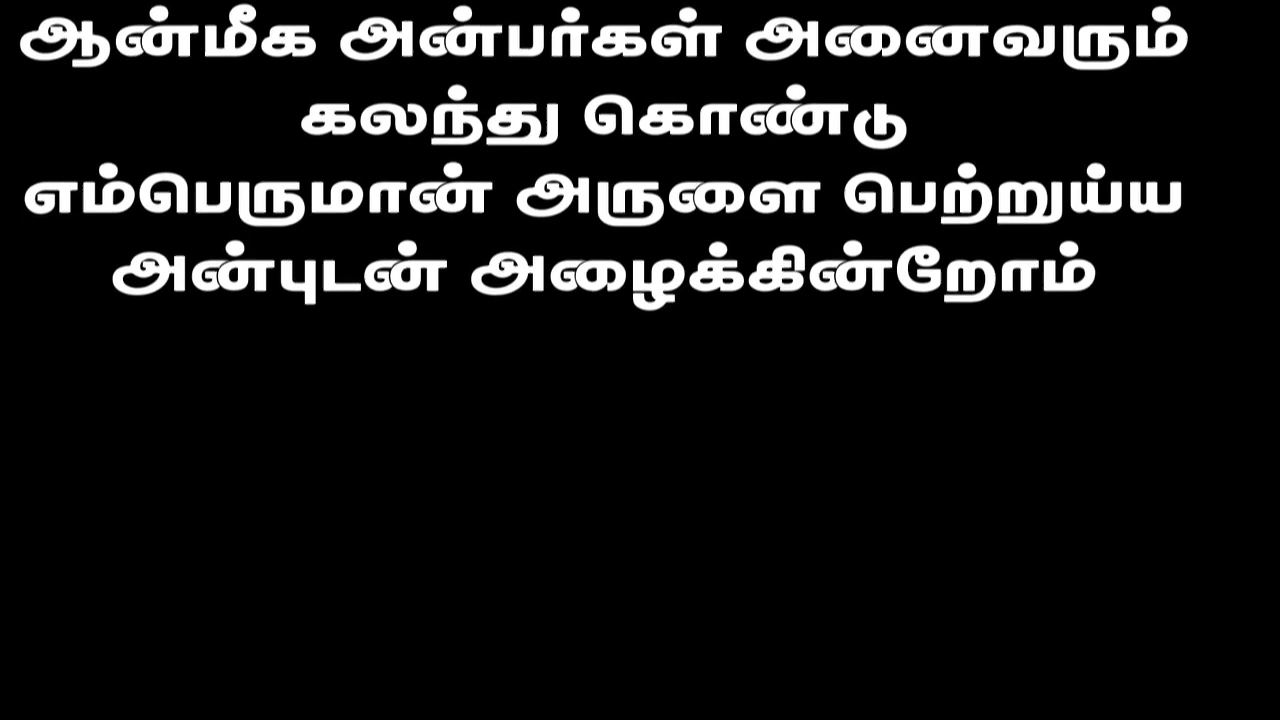 ஆன்மீக அன்பர்கள் அனைவரும்
கலந்து கொண்டு
எம்பெருமான் அருளை பெற்றுய்ய
அன்புடன் அழைக்கின்றோம்